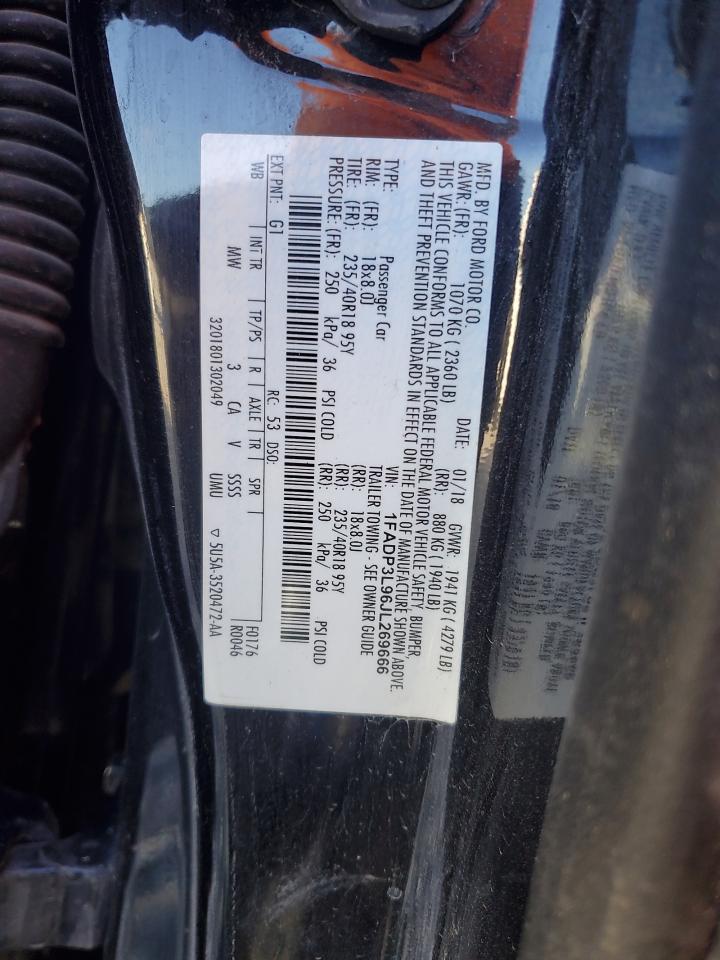 MFD. BY FORD MOTOR CO.
DATE: 01/18 GVWR: 1941 KG ( 4279 LB)
GAWR: (FR): 1070 KG ( 2360 LB) (RR): 880 KG ( 1940 LB)
THIS VEHICLE CONFORMS TO ALL APPLICABLE FEDERAL MOTOR VEHICLE SAFETY, BUMPER,
AND THEFT PREVENTION STANDARDS IN EFFECT ON THE DATE OF MANUFACTURE SHOWN ABOVE.
VIN: 1FADP3L96JL269666
TYPE: Passenger Car TRAILER TOWING - SEE OWNER GUIDE
RIM: (FR): 18x8.0J (RR): 18x8.0J
TIRE: (FR): 235/40R18 95Y (RR): 235/40R18 95Y
PRESSURE: (FR): 250 kPa/ 36 PSI COLD (RR): 250 kPa/ 36 PSI COLD
EXT PNT: G1 RC: 53 DSO: F0176
WB INT TR TP/PS R AXLE TR SPR R0046
MW 3 CA V SSSS UMU
3201801302049 ▽ 5U5A-3520472-AA